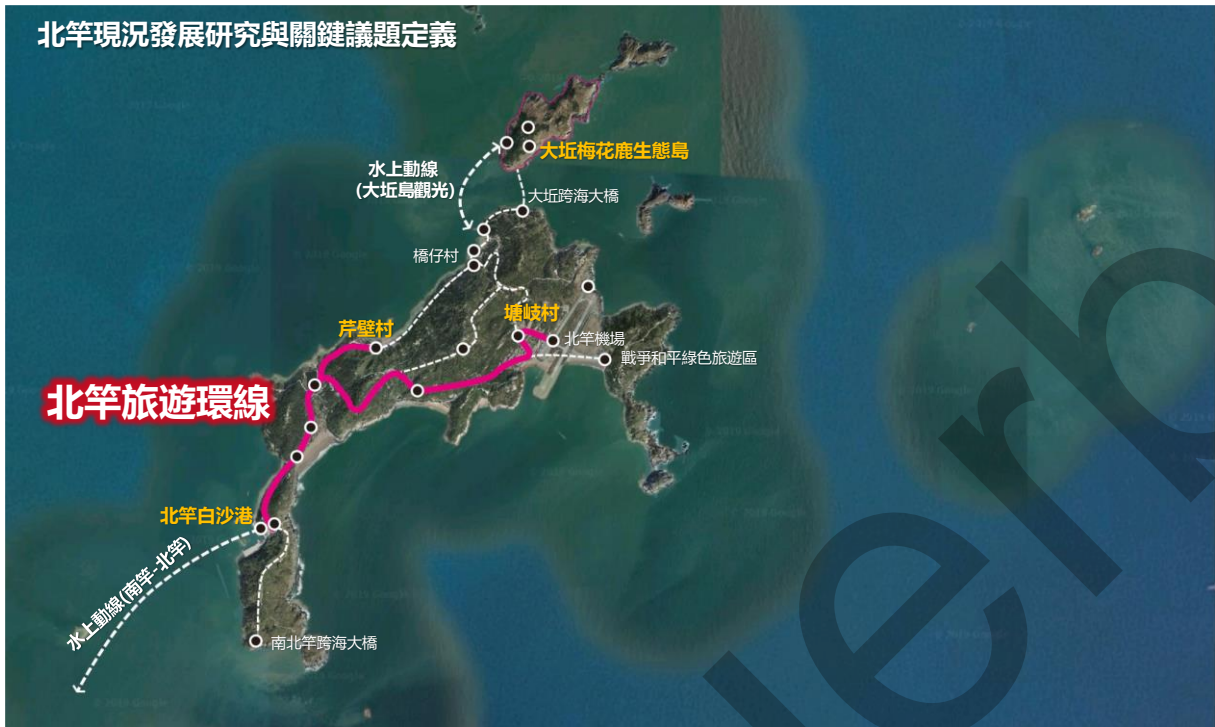 北竿現況發展研究與關鍵議題定義
大坵梅花鹿生態島
水上動線
(大坵島觀光)
大坵跨海大橋
橋仔村
塘岐村
芹壁村
北竿機場
戰爭和平綠色旅遊區
北竿旅遊環線
北竿白沙港
水上動線(南竿-北竿)
南北竿跨海大橋